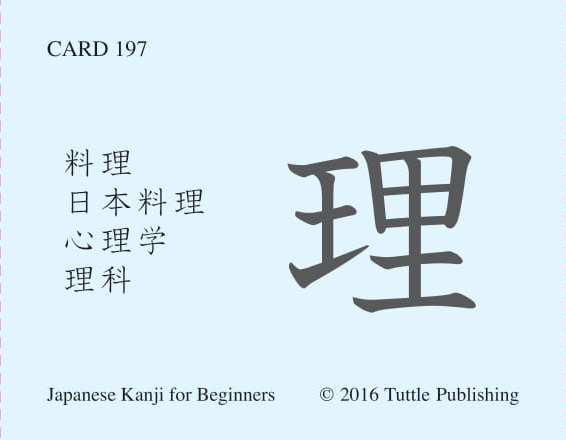 CARD 197
料理
日本料理
心理学
理科
理
Japanese Kanji for Beginners
© 2016 Tuttle Publishing